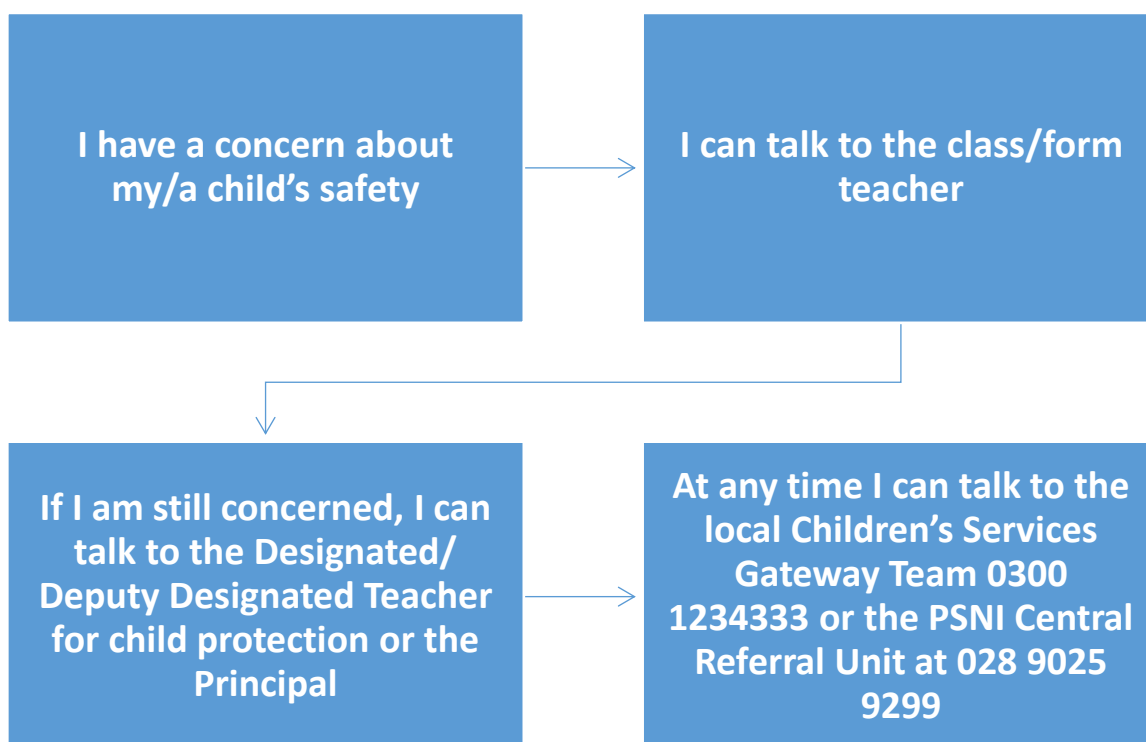 I have a concern about
my/a child's safety
I can talk to the class/form
teacher
If I am still concerned, I can
talk to the Designated/
Deputy Designated Teacher
for child protection or the
Principal
At any time I can talk to the
local Children's Services
Gateway Team 0300
1234333 or the PSNI Central
Referral Unit at 028 9025
9299